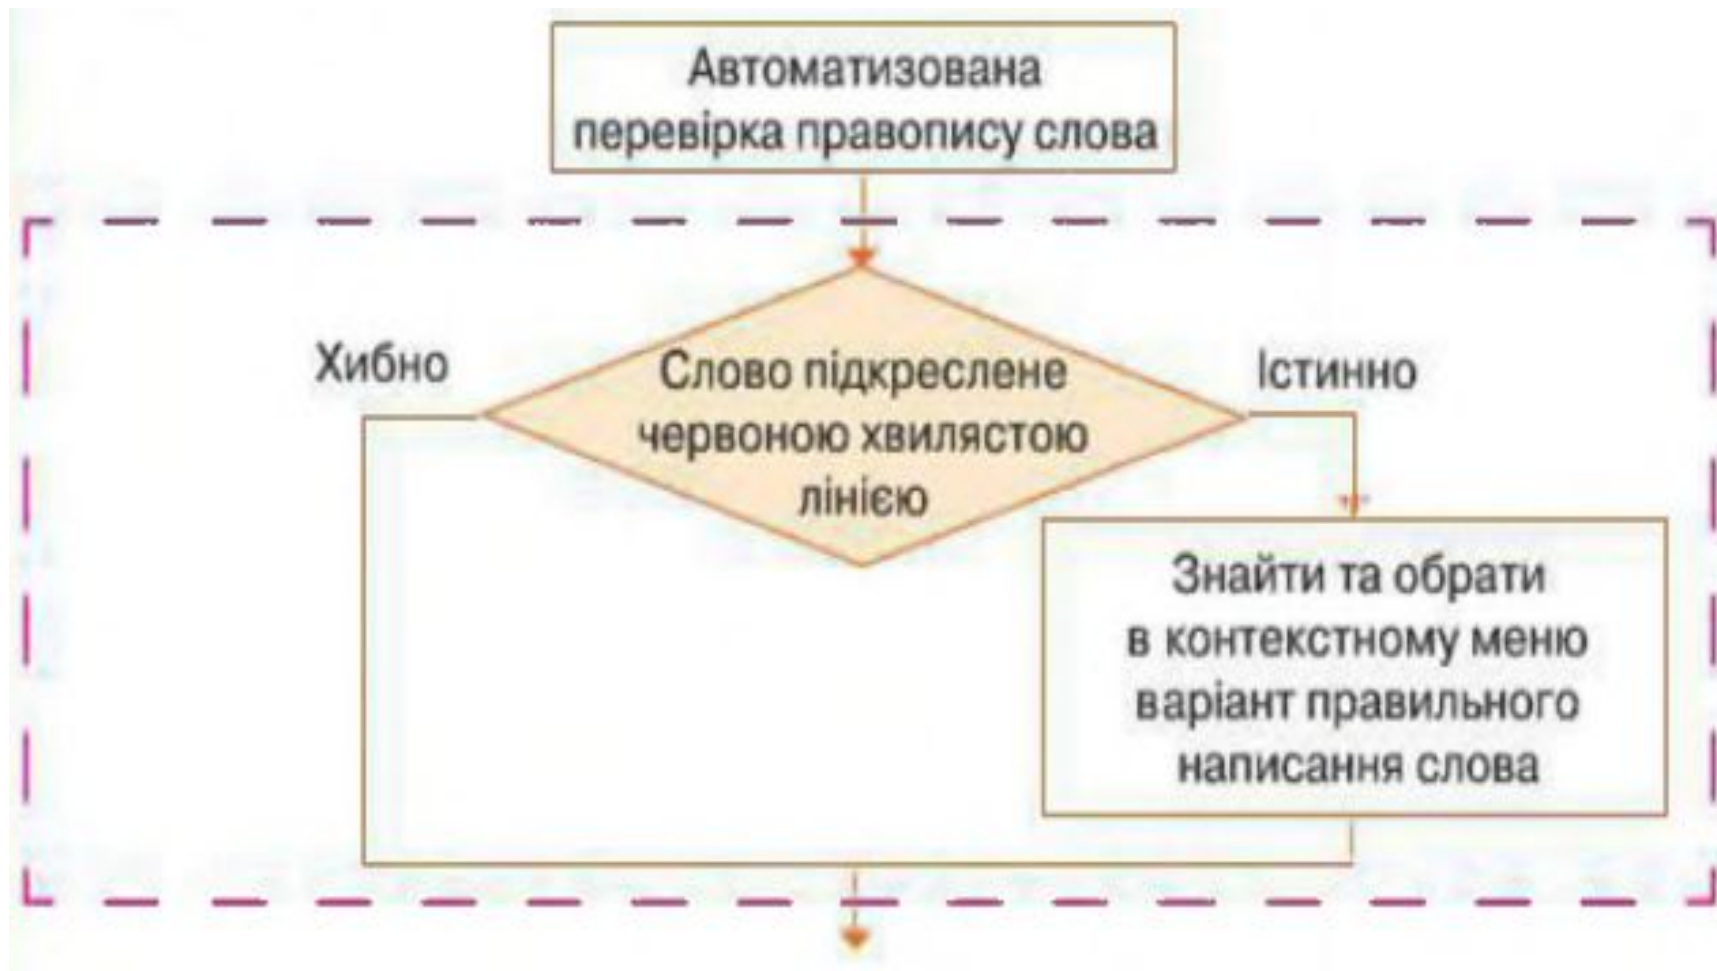 Автоматизована
перевірка правопису слова
Хибно
Слово підкреслене
червоною хвилястою
лінією
Істинно
Знайти та обрати
в контекстному меню
варіант правильного
написання слова